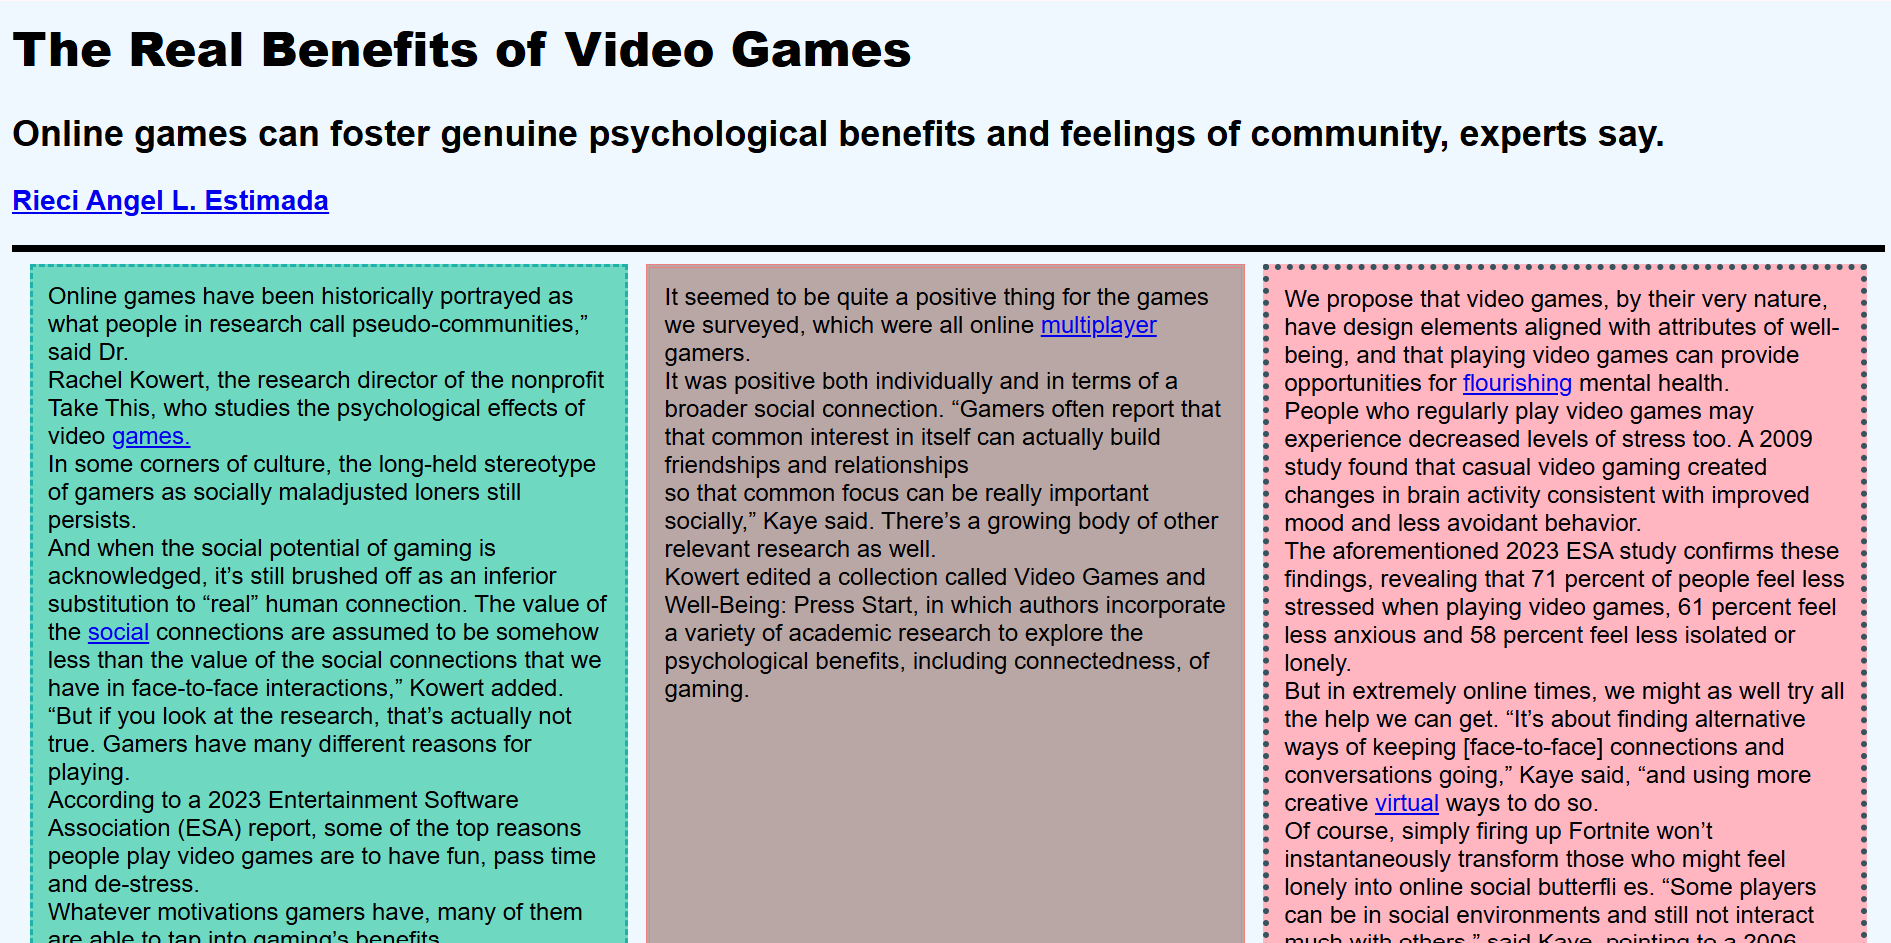 The Real Benefits of Video Games
Online games can foster genuine psychological benefits and feelings of community, experts say.
Rieci Angel L. Estimada
Online games have been historically portrayed as
what people in research call pseudo-communities,”
said Dr.
Rachel Kowert, the research director of the nonprofit
Take This, who studies the psychological effects of
video games.
In some corners of culture, the long-held stereotype
of gamers as socially maladjusted loners still
persists.
And when the social potential of gaming is
acknowledged, it’s still brushed off as an inferior
substitution to “real” human connection. The value of
the social connections are assumed to be somehow
less than the value of the social connections that we
have in face-to-face interactions,” Kowert added.
“But if you look at the research, that’s actually not
true. Gamers have many different reasons for
playing.
According to a 2023 Entertainment Software
Association (ESA) report, some of the top reasons
people play video games are to have fun, pass time
and de-stress.
Whatever motivations gamers have, many of them
are able to tap into gaming’s benefits
It seemed to be quite a positive thing for the games
we surveyed, which were all online multiplayer
gamers.
It was positive both individually and in terms of a
broader social connection. “Gamers often report that
that common interest in itself can actually build
friendships and relationships
so that common focus can be really important
socially,” Kaye said. There’s a growing body of other
relevant research as well.
Kowert edited a collection called Video Games and
Well-Being: Press Start, in which authors incorporate
a variety of academic research to explore the
psychological benefits, including connectedness, of
gaming.
We propose that video games, by their very nature,
have design elements aligned with attributes of well-
being, and that playing video games can provide
opportunities for flourishing mental health.
People who regularly play video games may
experience decreased levels of stress too. A 2009
study found that casual video gaming created
changes in brain activity consistent with improved
mood and less avoidant behavior.
The aforementioned 2023 ESA study confirms these
findings, revealing that 71 percent of people feel less
stressed when playing video games, 61 percent feel
less anxious and 58 percent feel less isolated or
lonely.
But in extremely online times, we might as well try all
the help we can get. “It’s about finding alternative
ways of keeping [face-to-face] connections and
conversations going,” Kaye said, “and using more
creative virtual ways to do so.
Of course, simply firing up Fortnite won’t
instantaneously transform those who might feel
lonely into online social butterfli es. “Some players
can be in social environments and still not interact
much with others,” said Kaye, pointing to a 2006